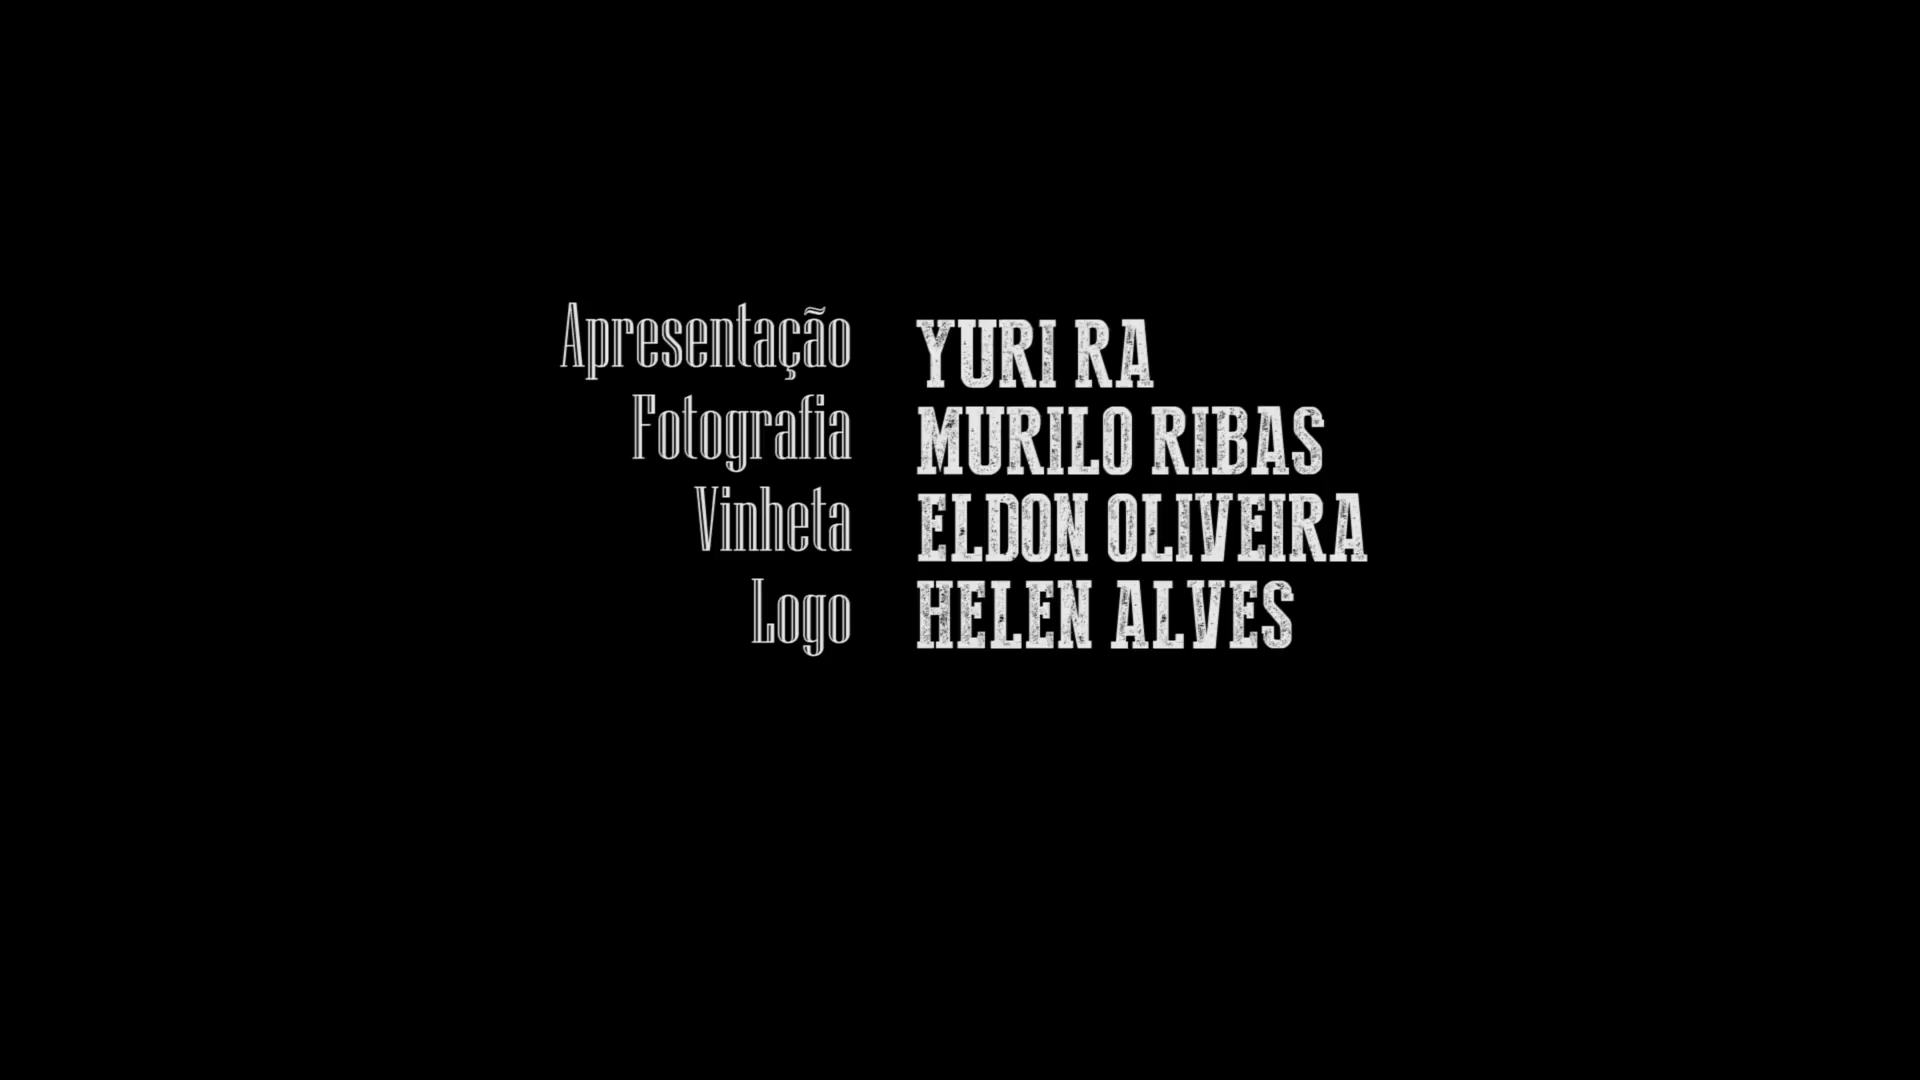 Apresentação YURI RA
Fotografia MURILO RIBAS
Vinheta ELDON OLIVEIRA
Logo HELEN ALVES